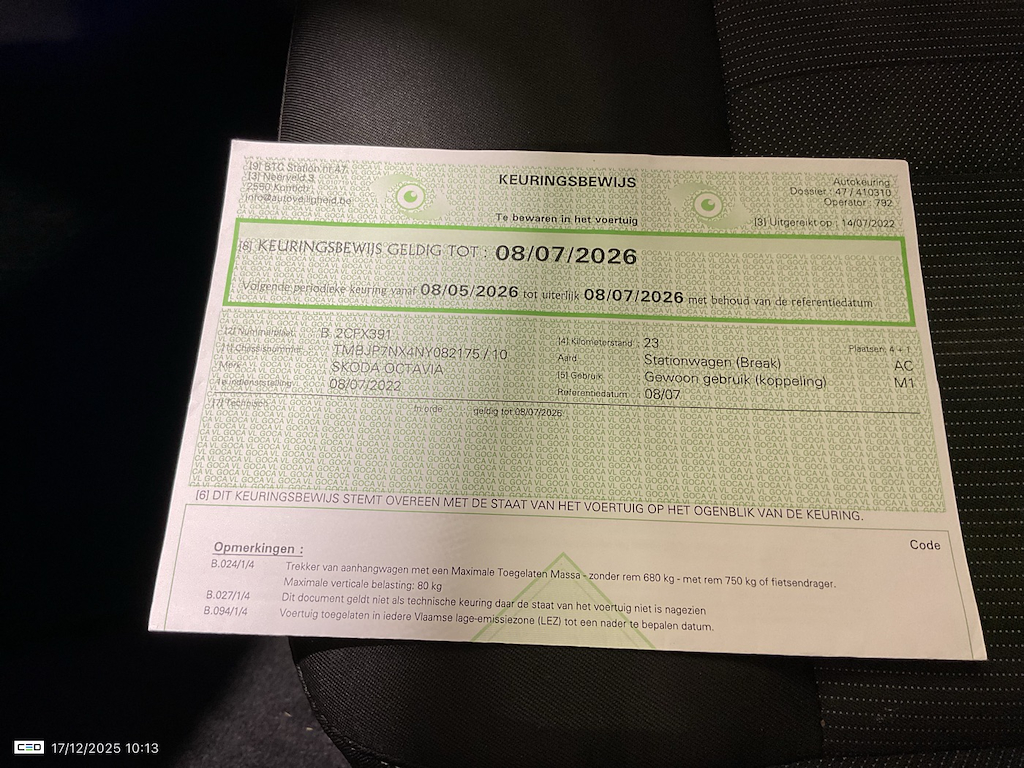 [9] BTC Station nr 47
[3] Neerveld 3
2550 Kontich
info@autoveiligheid.be
KEURINGSBEWIJS
Te bewaren in het voertuig
Autokeuring
Dossier : 47 / 410310
Operator : 792
[3] Uitgereikt op : 14/07/2022
[8] KEURINGSBEWIJS GELDIG TOT : 08/07/2026
Volgende periodieke keuring vanaf 08/05/2026 tot uiterlijk 08/07/2026 met behoud van de referentiedatum
[2] Nummerplaat B 2CFX391
[1] Chassisnummer TMBJP7NX4NY082175 / 10
Merk SKODA OCTAVIA
1e indienststelling 08/07/2022
[4] Kilometerstand : 23 Plaatsen: 4 + 1
Aard : Stationwagen (Break) AC
[5] Gebruik : Gewoon gebruik (koppeling) M1
Referentiedatum : 08/07
[7] Technisch In orde geldig tot 08/07/2026
[6] DIT KEURINGSBEWIJS STEMT OVEREEN MET DE STAAT VAN HET VOERTUIG OP HET OGENBLIK VAN DE KEURING.
Opmerkingen : Code
B.024/1/4 Trekker van aanhangwagen met een Maximale Toegelaten Massa - zonder rem 680 kg - met rem 750 kg of fietsendrager.
Maximale verticale belasting: 80 kg
B.027/1/4 Dit document geldt niet als technische keuring daar de staat van het voertuig niet is nagezien
B.094/1/4 Voertuig toegelaten in iedere Vlaamse lage-emissiezone (LEZ) tot een nader te bepalen datum.
CEO 17/12/2025 10:13